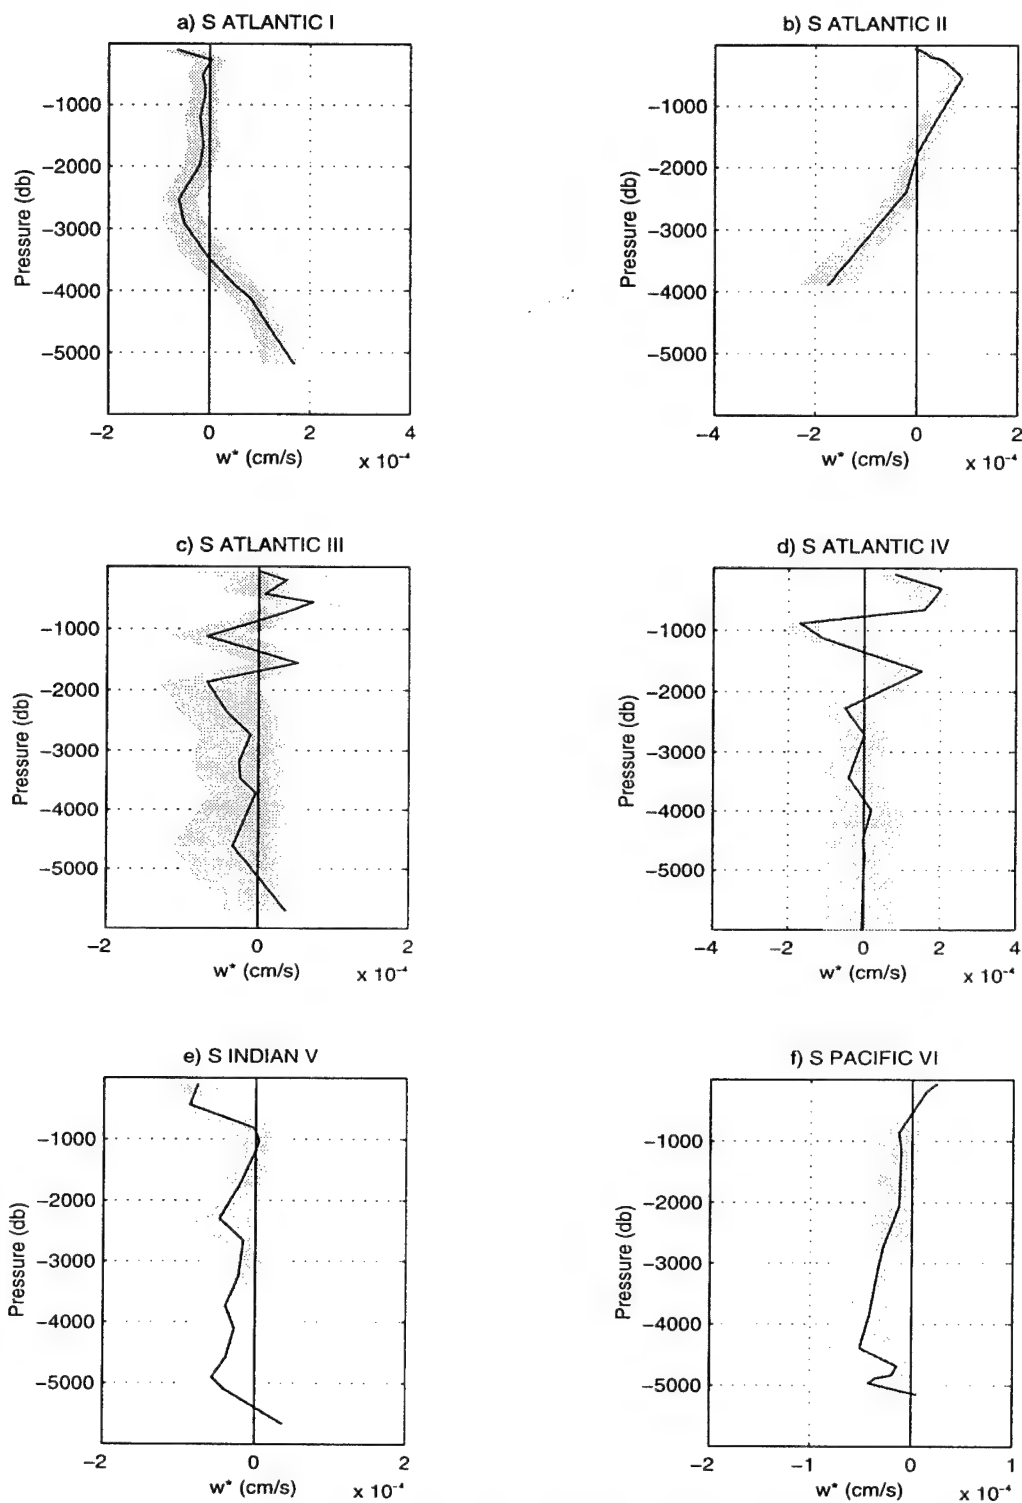 a) S ATLANTIC I
Pressure (db)
−1000
−2000
−3000
−4000
−5000
−2 0 2 4
w* (cm/s) x 10⁻⁴
b) S ATLANTIC II
Pressure (db)
−1000
−2000
−3000
−4000
−5000
−4 −2 0 2
w* (cm/s) x 10⁻⁴
c) S ATLANTIC III
Pressure (db)
−1000
−2000
−3000
−4000
−5000
−2 0 2
w* (cm/s) x 10⁻⁴
d) S ATLANTIC IV
Pressure (db)
−1000
−2000
−3000
−4000
−5000
−4 −2 0 2 4
w* (cm/s) x 10⁻⁴
e) S INDIAN V
Pressure (db)
−1000
−2000
−3000
−4000
−5000
−2 0 2
w* (cm/s) x 10⁻⁴
f) S PACIFIC VI
Pressure (db)
−1000
−2000
−3000
−4000
−5000
−2 −1 0 1
w* (cm/s) x 10⁻⁴